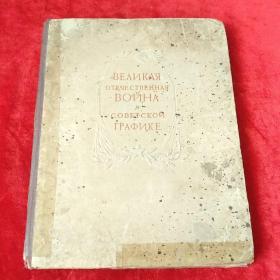 ВЕЛИКАЯ
ОТЕЧЕСТВЕННАЯ
ВОЙНА
В
СОВЕТСКОЙ
ГРАФИКЕ